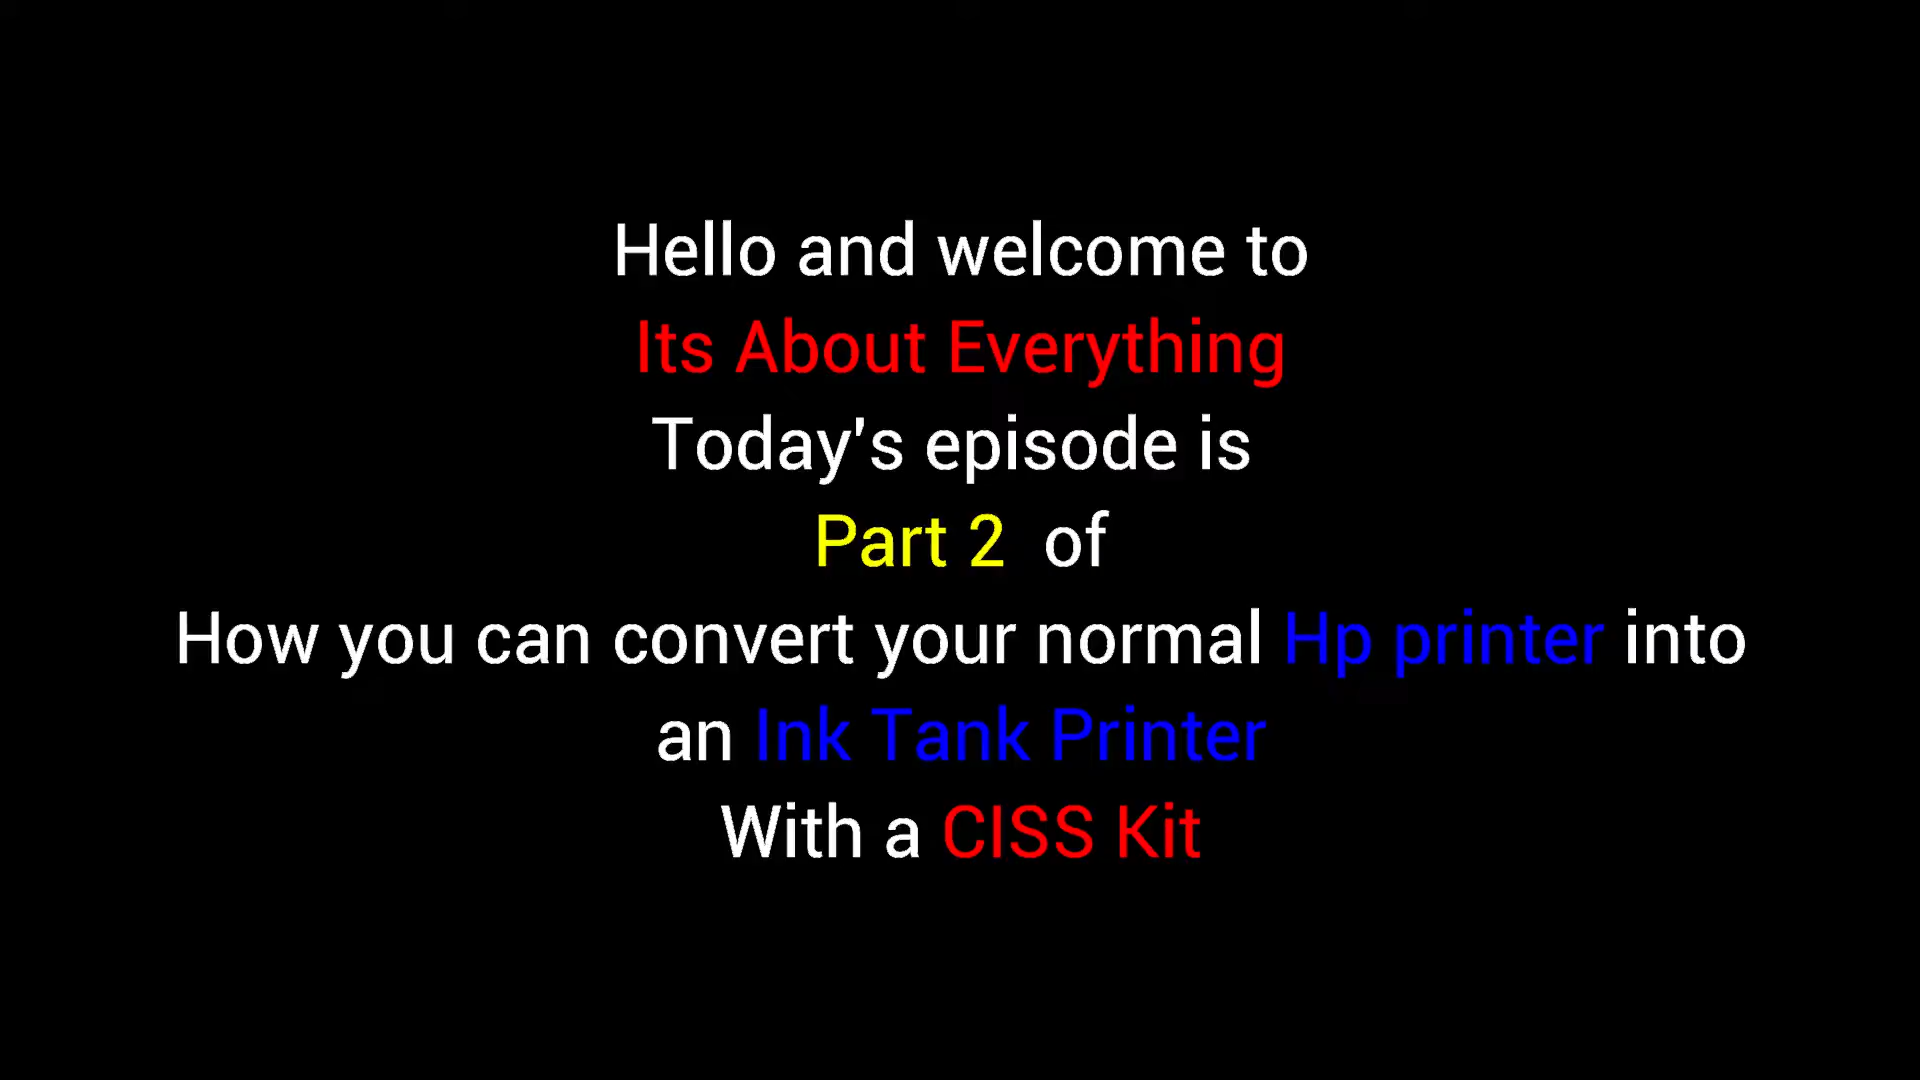 Hello and welcome to
Its About Everything
Today's episode is
Part 2 of
How you can convert your normal Hp printer into
an Ink Tank Printer
With a CISS Kit